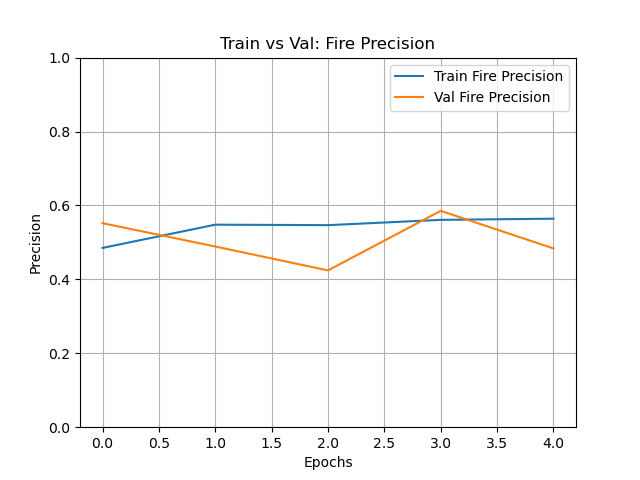 Train vs Val: Fire Precision
1.0
Train Fire Precision
Val Fire Precision
0.8
0.6
Precision
0.4
0.2
0.0
0.0 0.5 1.0 1.5 2.0 2.5 3.0 3.5 4.0
Epochs